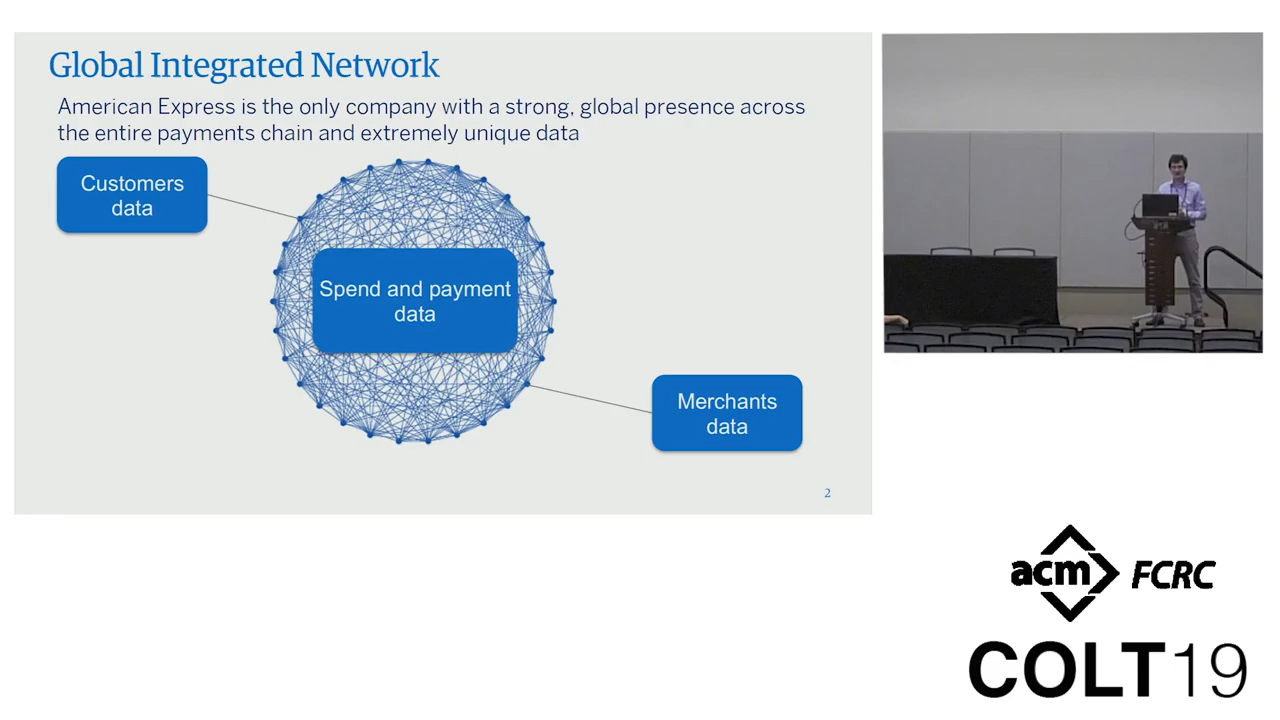 Global Integrated Network
American Express is the only company with a strong, global presence across
the entire payments chain and extremely unique data
Customers
data
Spend and payment
data
Merchants
data
2
acm FCRC
COLT19